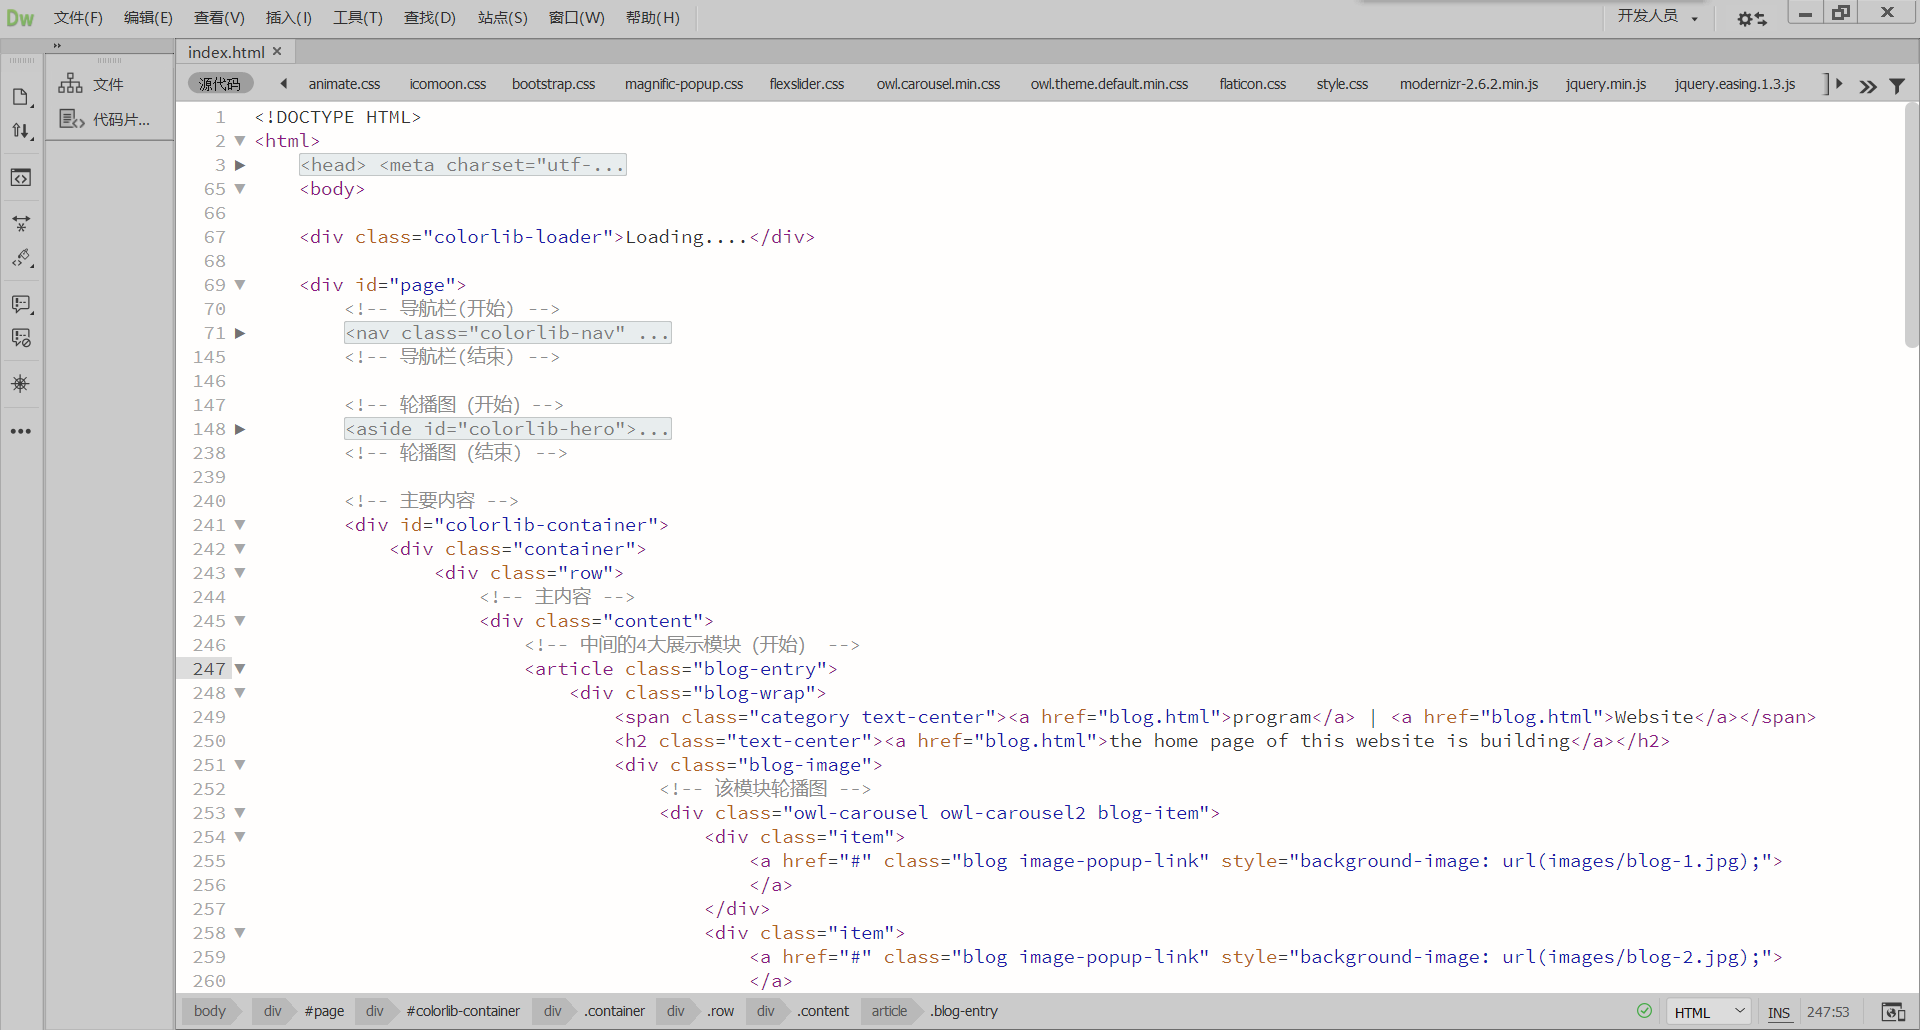 Dw 文件(F) 编辑(E) 查看(V) 插入(I) 工具(T) 查找(D) 站点(S) 窗口(W) 帮助(H) 开发人员
index.html
文件
代码片...
源代码 animate.css icomoon.css bootstrap.css magnific-popup.css flexslider.css owl.carousel.min.css owl.theme.default.min.css flaticon.css style.css modernizr-2.6.2.min.js jquery.min.js jquery.easing.1.3.js
1 <!DOCTYPE HTML>
2 <html>
3 <head> <meta charset="utf-...
65 <body>
66
67 <div class="colorlib-loader">Loading....</div>
68
69 <div id="page">
70 <!-- 导航栏(开始) -->
71 <nav class="colorlib-nav" ...
145 <!-- 导航栏(结束) -->
146
147 <!-- 轮播图 (开始) -->
148 <aside id="colorlib-hero">...
238 <!-- 轮播图 (结束) -->
239
240 <!-- 主要内容 -->
241 <div id="colorlib-container">
242 <div class="container">
243 <div class="row">
244 <!-- 主内容 -->
245 <div class="content">
246 <!-- 中间的4大展示模块 (开始) -->
247 <article class="blog-entry">
248 <div class="blog-wrap">
249 <span class="category text-center"><a href="blog.html">program</a> | <a href="blog.html">Website</a></span>
250 <h2 class="text-center"><a href="blog.html">the home page of this website is building</a></h2>
251 <div class="blog-image">
252 <!-- 该模块轮播图 -->
253 <div class="owl-carousel owl-carousel2 blog-item">
254 <div class="item">
255 <a href="#" class="blog image-popup-link" style="background-image: url(images/blog-1.jpg);">
256 </a>
257 </div>
258 <div class="item">
259 <a href="#" class="blog image-popup-link" style="background-image: url(images/blog-2.jpg);">
260 </a>
body div #page div #colorlib-container div .container div .row div .content article .blog-entry HTML INS 247:53